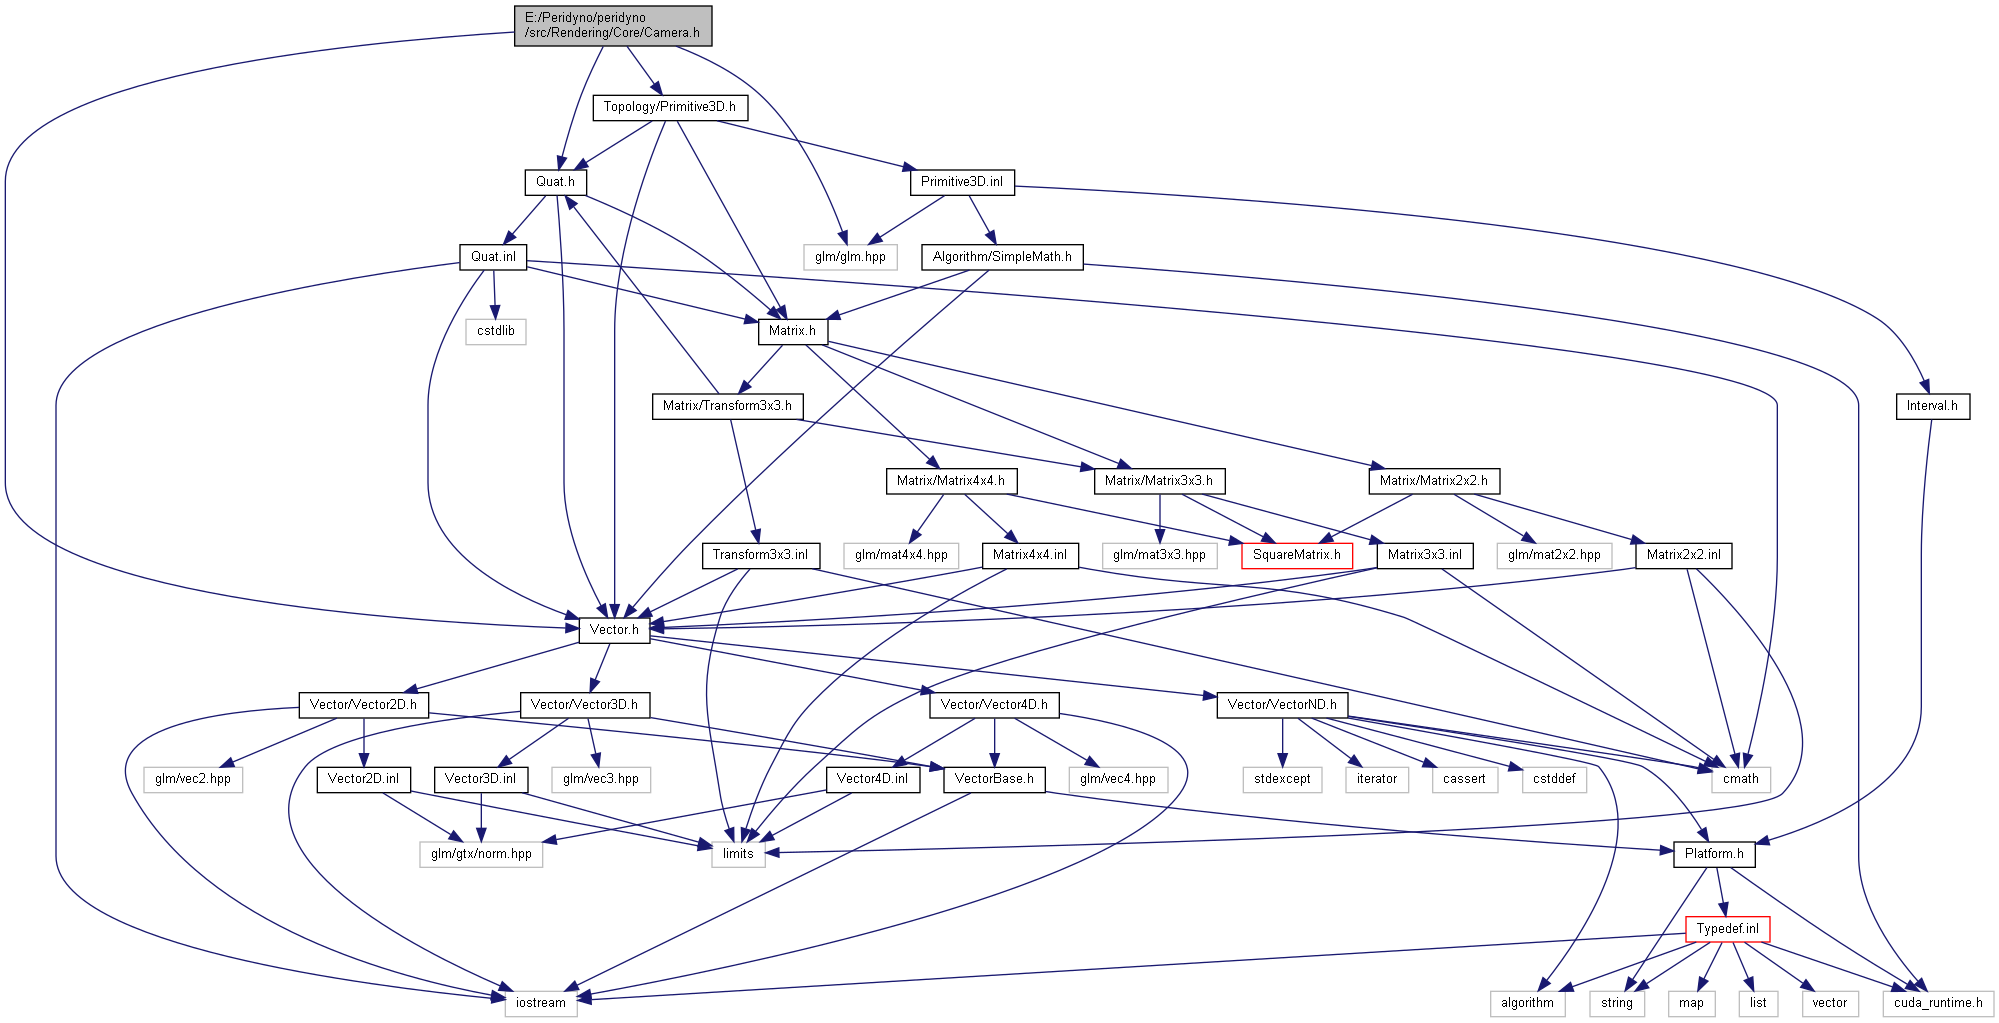 E:/Peridyno/peridyno
/src/Rendering/Core/Camera.h
Topology/Primitive3D.h
Quat.h
Primitive3D.inl
Quat.inl
glm/glm.hpp
Algorithm/SimpleMath.h
cstdlib
Matrix.h
Matrix/Transform3x3.h
Interval.h
Matrix/Matrix4x4.h
Matrix/Matrix3x3.h
Matrix/Matrix2x2.h
Transform3x3.inl
glm/mat4x4.hpp
Matrix4x4.inl
glm/mat3x3.hpp
SquareMatrix.h
Matrix3x3.inl
glm/mat2x2.hpp
Matrix2x2.inl
Vector.h
Vector/Vector2D.h
Vector/Vector3D.h
Vector/Vector4D.h
Vector/VectorND.h
glm/vec2.hpp
Vector2D.inl
Vector3D.inl
glm/vec3.hpp
Vector4D.inl
VectorBase.h
glm/vec4.hpp
stdexcept
iterator
cassert
cstddef
cmath
glm/gtx/norm.hpp
limits
Platform.h
Typedef.inl
iostream
algorithm
string
map
list
vector
cuda_runtime.h